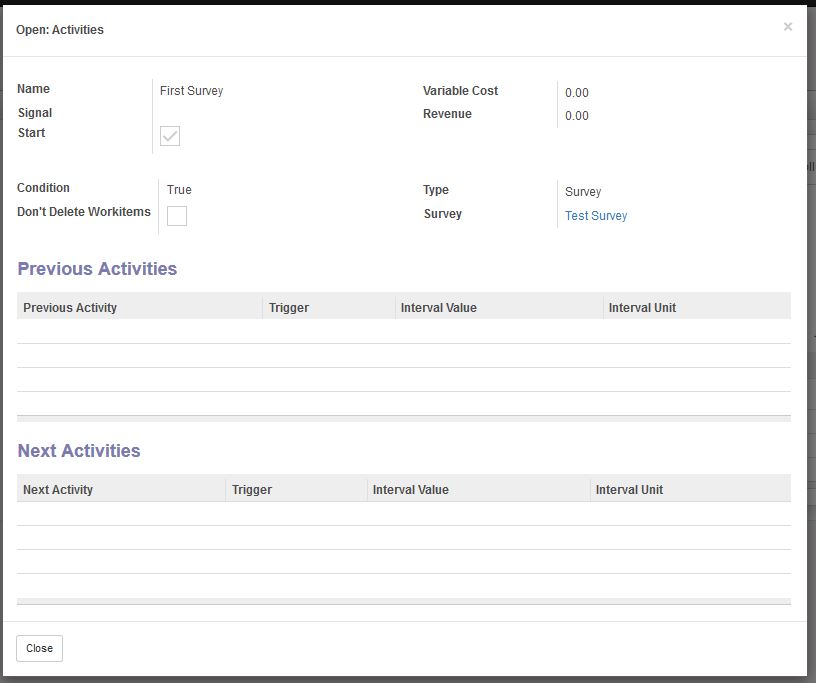 Open: Activities
×
Name First Survey Variable Cost 0.00
Signal Revenue 0.00
Start
Condition True Type Survey
Don't Delete Workitems Survey Test Survey
Previous Activities
Previous Activity Trigger Interval Value Interval Unit
Next Activities
Next Activity Trigger Interval Value Interval Unit
Close